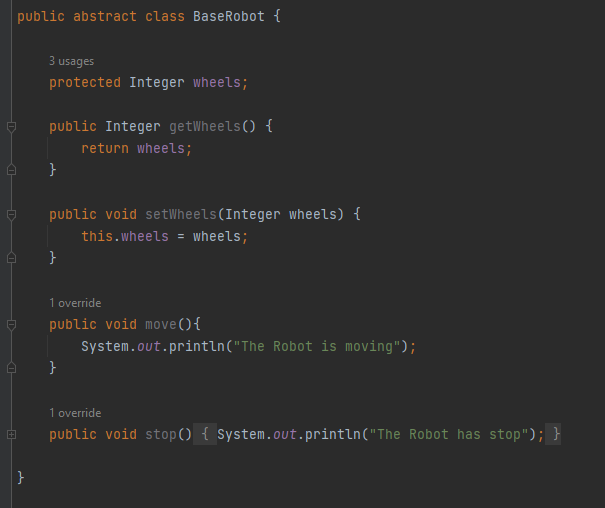 public abstract class BaseRobot {
3 usages
protected Integer wheels;
public Integer getWheels() {
return wheels;
}
public void setWheels(Integer wheels) {
this.wheels = wheels;
}
1 override
public void move(){
System.out.println("The Robot is moving");
}
1 override
public void stop() { System.out.println("The Robot has stop"); }
}